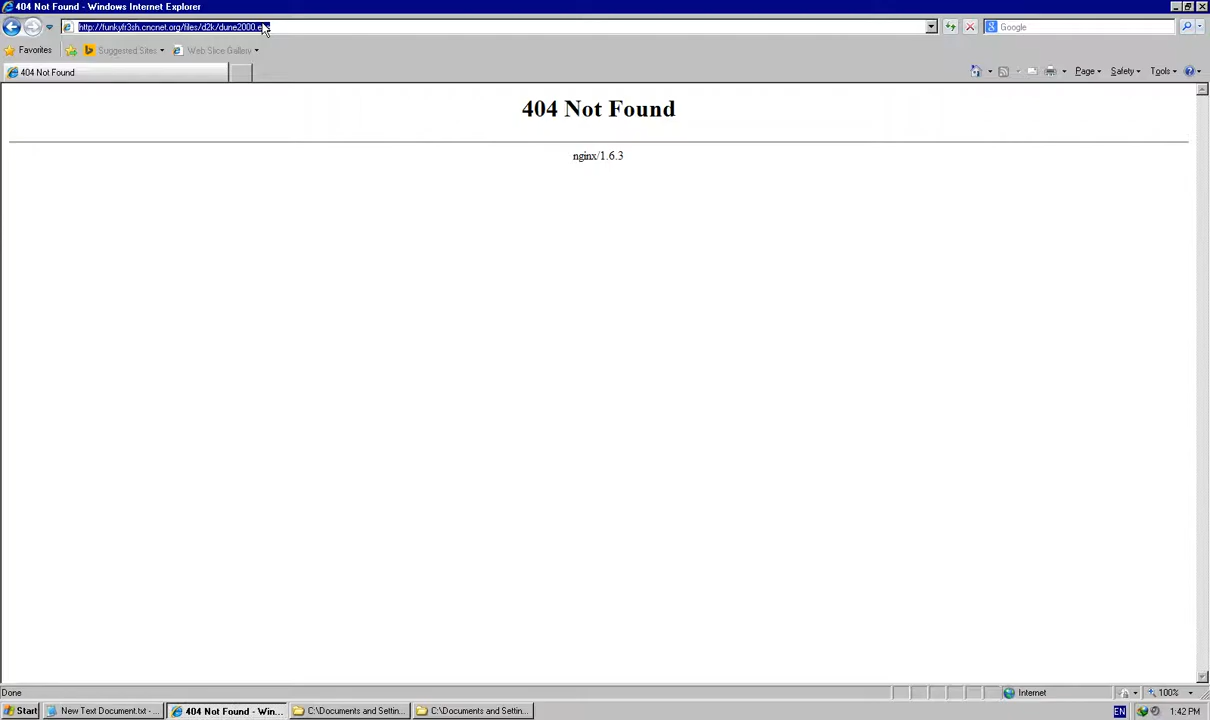 404 Not Found - Windows Internet Explorer
http://funkyfr3sh.cncnet.org/files/d2k/dune2000.e
Google
Favorites
Suggested Sites
Web Slice Gallery
404 Not Found
Page
Safety
Tools
404 Not Found
nginx/1.6.3
Done
Internet
100%
Start
New Text Document.txt - ...
404 Not Found - Win...
C:\Documents and Settin...
C:\Documents and Settin...
EN
1:42 PM